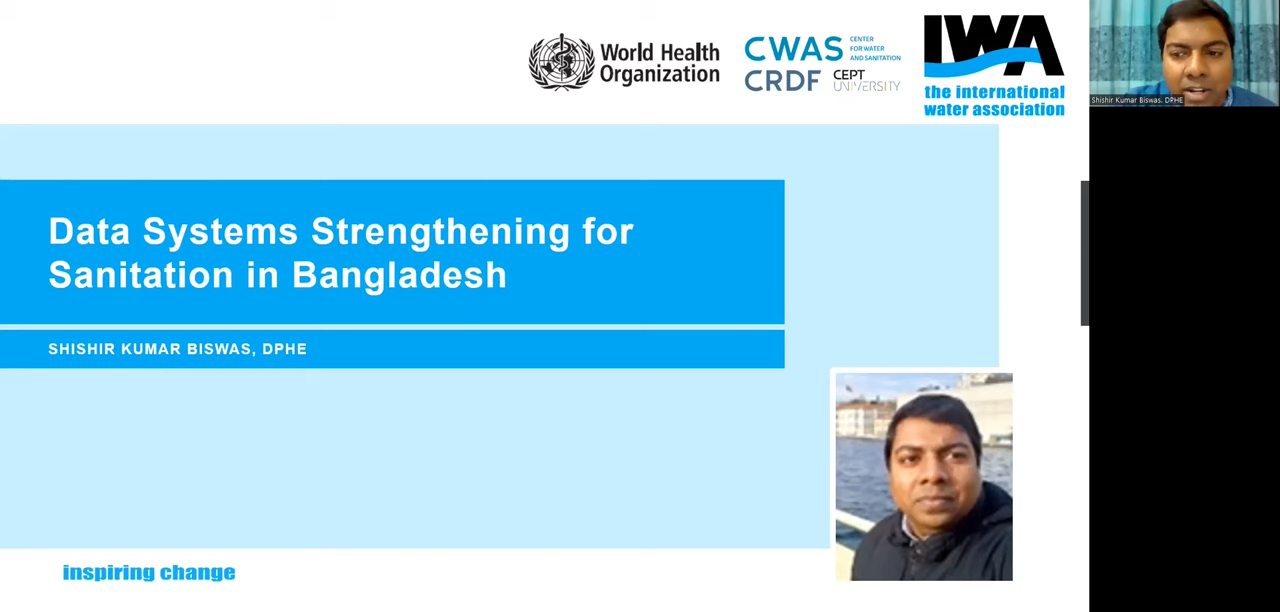 World Health
Organization
CWAS
CENTER
FOR WATER
AND SANITATION
CRDF
CEPT
UNIVERSITY
IWA
the international
water association
Shishir Kumar Biswas. DPHE
Data Systems Strengthening for
Sanitation in Bangladesh
SHISHIR KUMAR BISWAS, DPHE
inspiring change